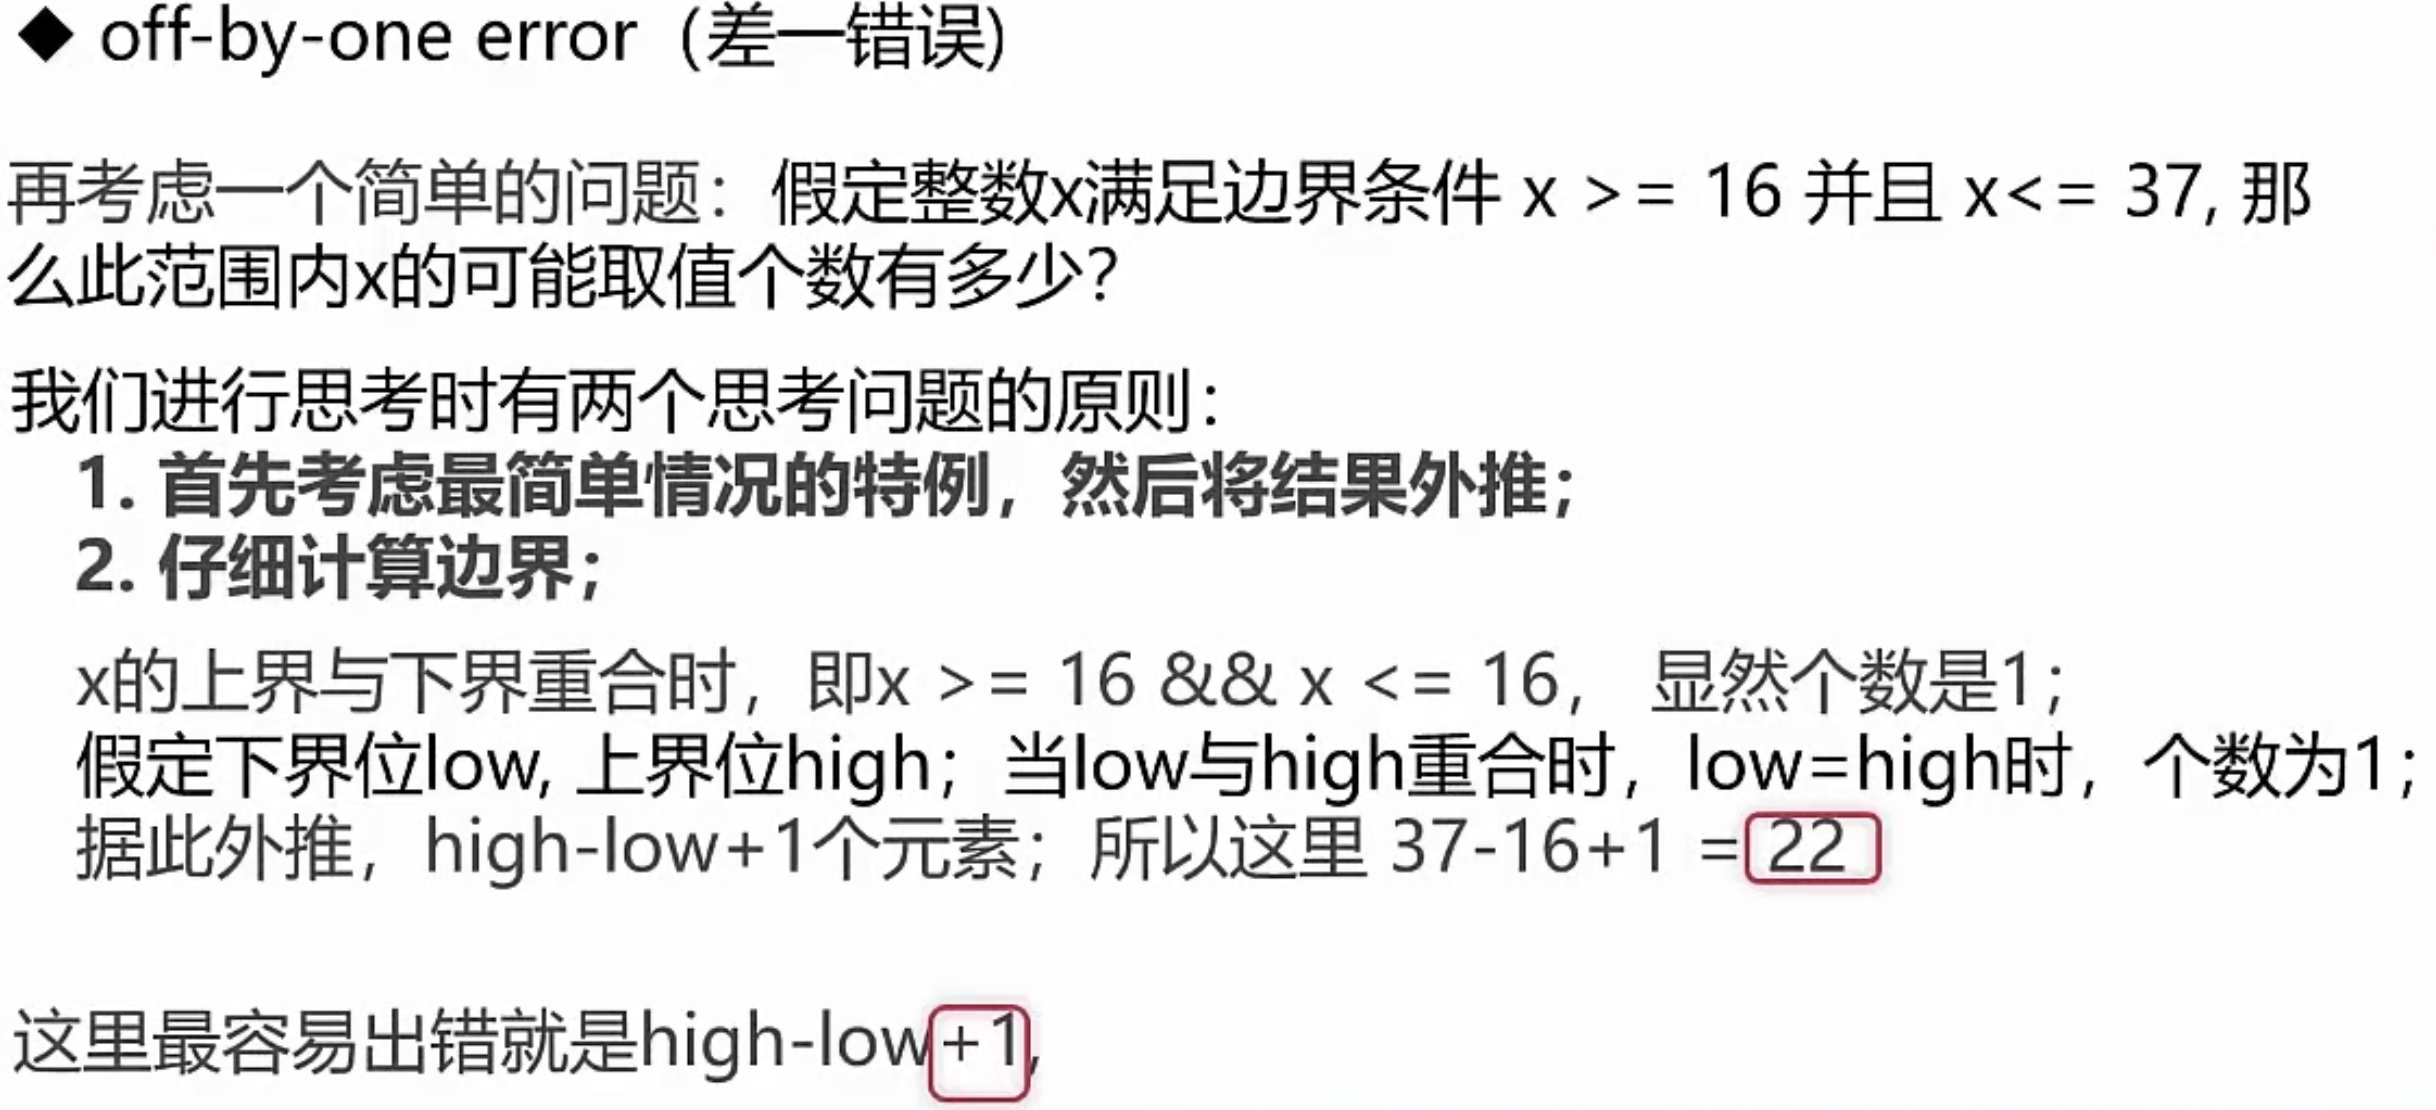 ◆ off-by-one error（差一错误)
再考虑一个简单的问题：假定整数x满足边界条件 x >= 16 并且 x<= 37, 那
么此范围内x的可能取值个数有多少？
我们进行思考时有两个思考问题的原则：
1. 首先考虑最简单情况的特例，然后将结果外推；
2. 仔细计算边界；
x的上界与下界重合时，即x >= 16 && x <= 16， 显然个数是1；
假定下界位low, 上界位high；当low与high重合时，low=high时，个数为1；
据此外推，high-low+1个元素；所以这里 37-16+1 = 22
这里最容易出错就是high-low+1,